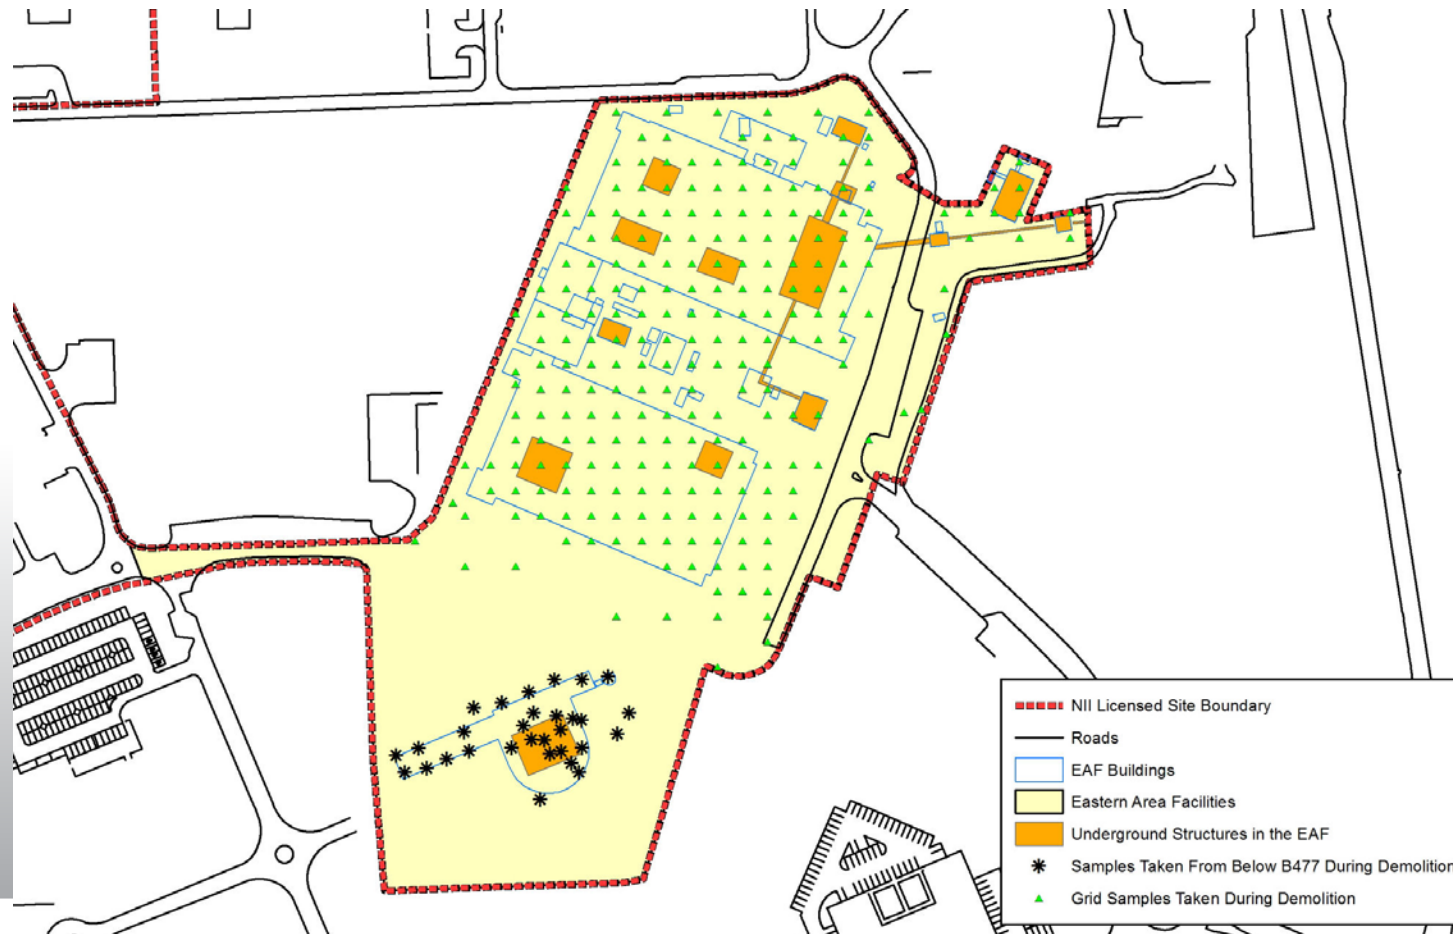 NII Licensed Site Boundary
Roads
EAF Buildings
Eastern Area Facilities
Underground Structures in the EAF
Samples Taken From Below B477 During Demolition
Grid Samples Taken During Demolition